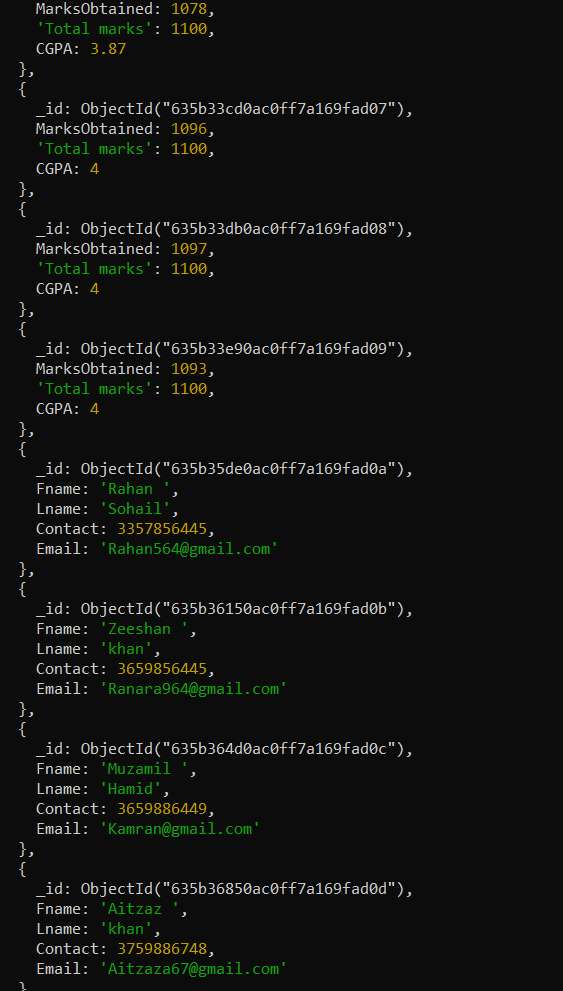 MarksObtained: 1078,
'Total marks': 1100,
CGPA: 3.87
},
{
_id: ObjectId("635b33cd0ac0ff7a169fad07"),
MarksObtained: 1096,
'Total marks': 1100,
CGPA: 4
},
{
_id: ObjectId("635b33db0ac0ff7a169fad08"),
MarksObtained: 1097,
'Total marks': 1100,
CGPA: 4
},
{
_id: ObjectId("635b33e90ac0ff7a169fad09"),
MarksObtained: 1093,
'Total marks': 1100,
CGPA: 4
},
{
_id: ObjectId("635b35de0ac0ff7a169fad0a"),
Fname: 'Rahan ',
Lname: 'Sohail',
Contact: 3357856445,
Email: 'Rahan564@gmail.com'
},
{
_id: ObjectId("635b36150ac0ff7a169fad0b"),
Fname: 'Zeeshan ',
Lname: 'khan',
Contact: 3659856445,
Email: 'Ranara964@gmail.com'
},
{
_id: ObjectId("635b364d0ac0ff7a169fad0c"),
Fname: 'Muzamil ',
Lname: 'Hamid',
Contact: 3659886449,
Email: 'Kamran@gmail.com'
},
{
_id: ObjectId("635b36850ac0ff7a169fad0d"),
Fname: 'Aitzaz ',
Lname: 'khan',
Contact: 3759886748,
Email: 'Aitzaza67@gmail.com'
}